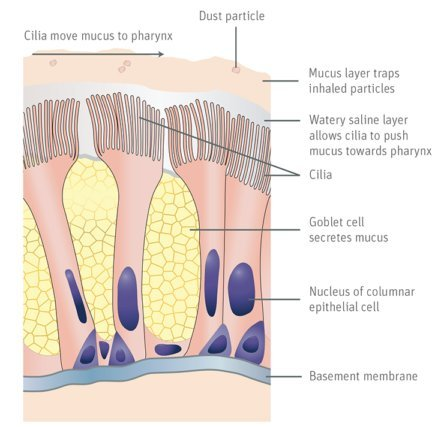 Dust particle
Cilia move mucus to pharynx
Mucus layer traps
inhaled particles
Watery saline layer
allows cilia to push
mucus towards pharynx
Cilia
Goblet cell
secretes mucus
Nucleus of columnar
epithelial cell
Basement membrane